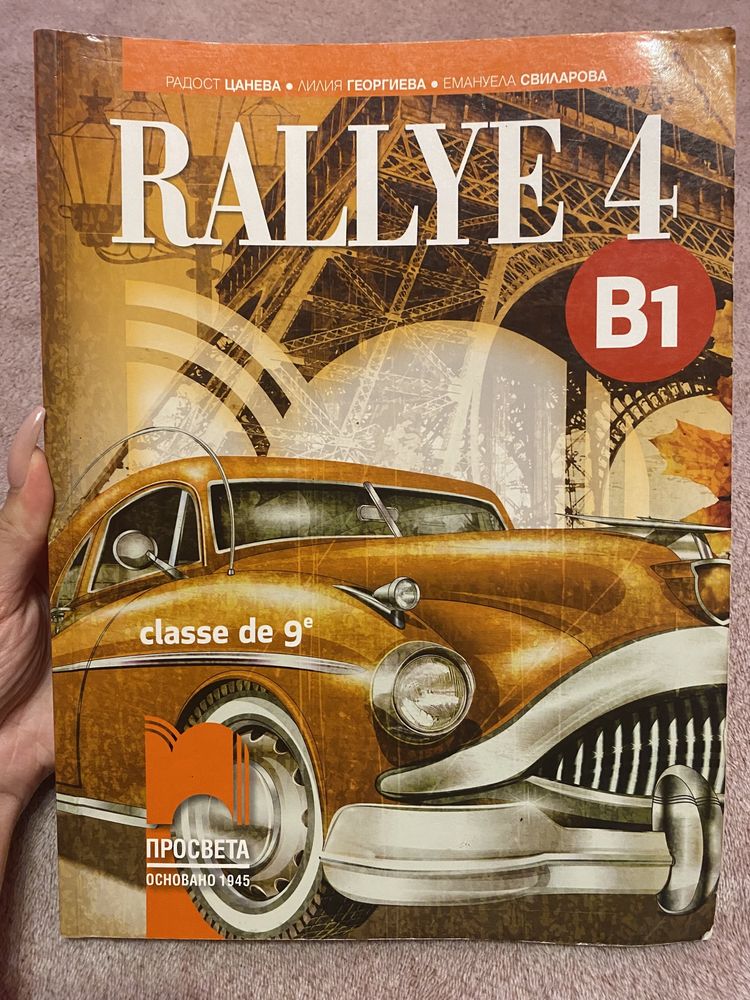 РАДОСТ ЦАНЕВА • ЛИЛИЯ ГЕОРГИЕВА • ЕМАНУЕЛА СВИЛАРОВА
RALLYE 4
B1
classe de 9e
ПРОСВЕТА
ОСНОВАНО 1945